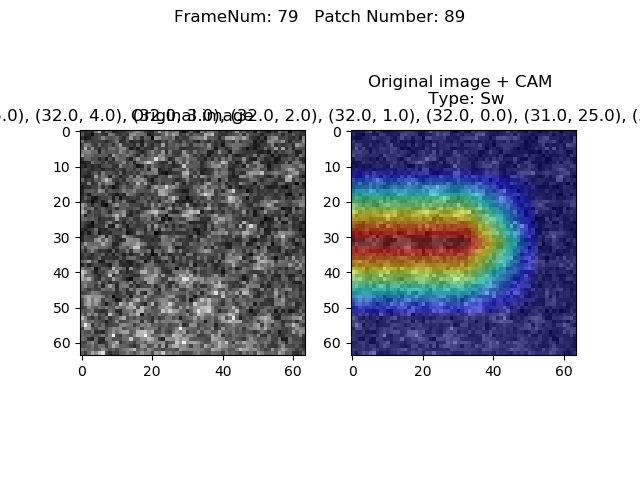 FrameNum: 79   Patch Number: 89
Original image + CAM
Type: Sw
.0), (32.0, 4.0), (32.0, 3.0), (32.0, 2.0), (32.0, 1.0), (32.0, 0.0), (31.0, 25.0), (
Original image
0
10
20
30
40
50
60
0 20 40 60
0
10
20
30
40
50
60
0 20 40 60